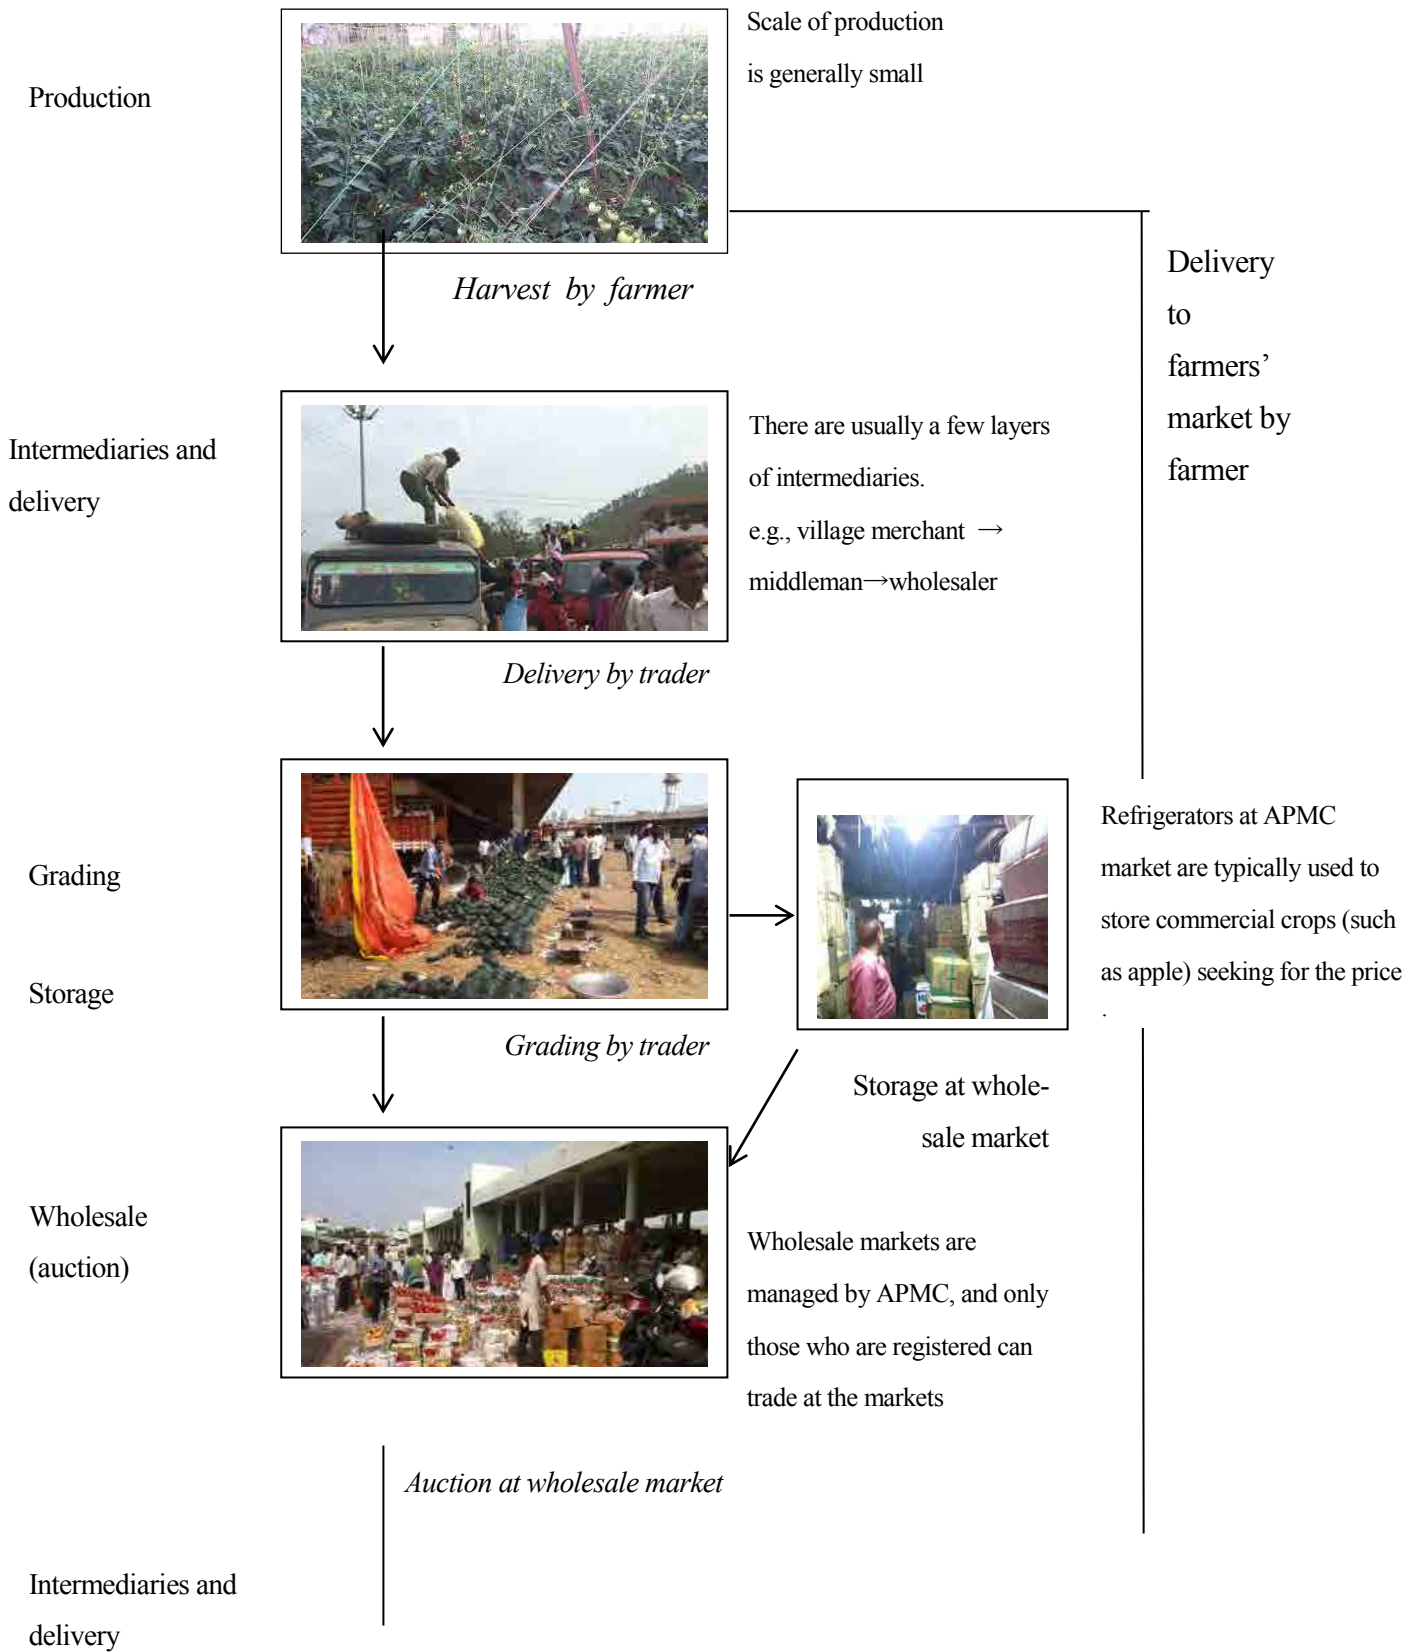 Scale of production
is generally small
Production
Harvest by farmer
Delivery
to
farmers’
market by
farmer
Intermediaries and
delivery
There are usually a few layers
of intermediaries.
e.g., village merchant →
middleman→wholesaler
Delivery by trader
Grading
Storage
Refrigerators at APMC
market are typically used to
store commercial crops (such
as apple) seeking for the price
.
Grading by trader
Storage at whole-
sale market
Wholesale
(auction)
Wholesale markets are
managed by APMC, and only
those who are registered can
trade at the markets
Auction at wholesale market
Intermediaries and
delivery